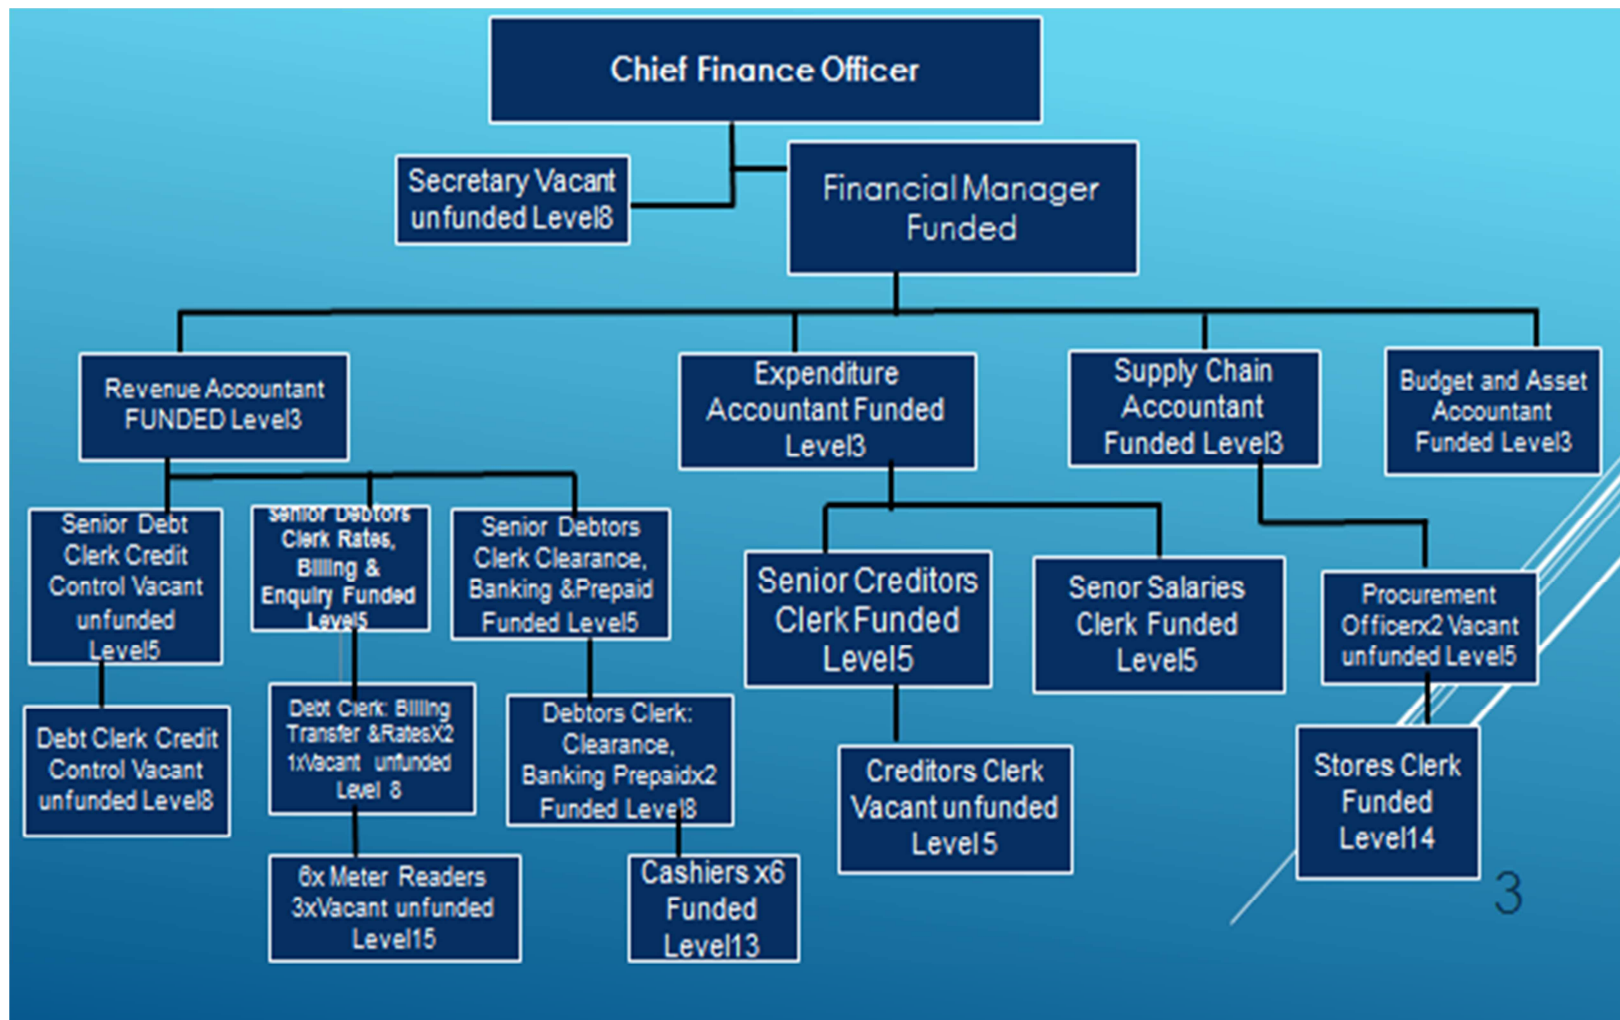 Chief Finance Officer
Secretary Vacant
unfunded Level8
Financial Manager
Funded
Revenue Accountant
FUNDED Level3
Expenditure
Accountant Funded
Level3
Supply Chain
Accountant
Funded Level3
Budget and Asset
Accountant
Funded Level3
Senior Debt
Clerk Credit
Control Vacant
unfunded
Level5
Senior Debtors
Clerk Rates,
Billing &
Enquiry Funded
Level5
Senior Debtors
Clerk Clearance,
Banking &Prepaid
Funded Level5
Senior Creditors
Clerk Funded
Level5
Senor Salaries
Clerk Funded
Level5
Procurement
Officerx2 Vacant
unfunded Level5
Debt Clerk Credit
Control Vacant
unfunded Level8
Debt Clerk: Billing
Transfer &RatesX2
1xVacant unfunded
Level 8
Debtors Clerk:
Clearance,
Banking Prepaidx2
Funded Level8
Creditors Clerk
Vacant unfunded
Level 5
Stores Clerk
Funded
Level14
6x Meter Readers
3xVacant unfunded
Level15
Cashiers x6
Funded
Level13
3